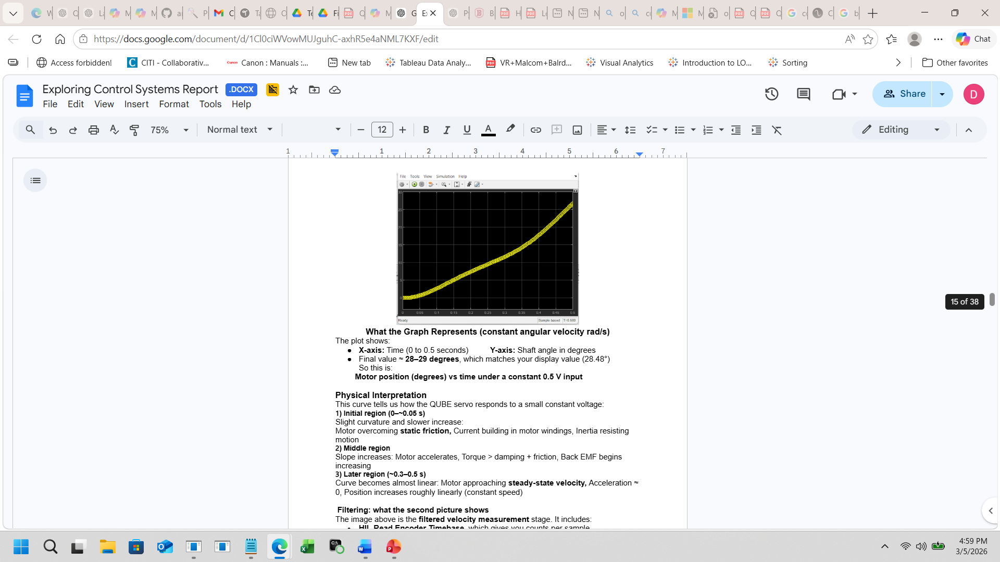 https://docs.google.com/document/d/1Cl0ciWVowMUJguhC-axhR5e4aNML7KXF/edit
Chat
Access forbidden!
CITI - Collaborativ...
Canon : Manuals :...
New tab
Tableau Data Analy...
VR+Malcom+Balrd...
Visual Analytics
Introduction to LO...
Sorting
Other favorites
Exploring Control Systems Report
.DOCX
Share
D
File Edit View Insert Format Tools Help
75%
Normal text
12
Editing
1 1 2 3 4 5 6 7
File Tools View Simulation Help
30
25
20
15
10
5
0
0 0.05 0.1 0.15 0.2 0.25 0.3 0.35 0.4 0.45 0.5
Ready Sample based T=0.500
15 of 38
What the Graph Represents (constant angular velocity rad/s)
The plot shows:
● X-axis: Time (0 to 0.5 seconds) Y-axis: Shaft angle in degrees
● Final value ≈ 28–29 degrees, which matches your display value (28.48°)
So this is:
Motor position (degrees) vs time under a constant 0.5 V input
Physical Interpretation
This curve tells us how the QUBE servo responds to a small constant voltage:
1) Initial region (0–~0.05 s)
Slight curvature and slower increase:
Motor overcoming static friction, Current building in motor windings, Inertia resisting
motion
2) Middle region
Slope increases: Motor accelerates, Torque > damping + friction, Back EMF begins
increasing
3) Later region (~0.3–0.5 s)
Curve becomes almost linear: Motor approaching steady-state velocity, Acceleration ≈
0, Position increases roughly linearly (constant speed)
Filtering: what the second picture shows
The image above is the filtered velocity measurement stage. It includes:
● HIL Read Encoder Timebase, which gives you counts per sample
4:59 PM
3/5/2026